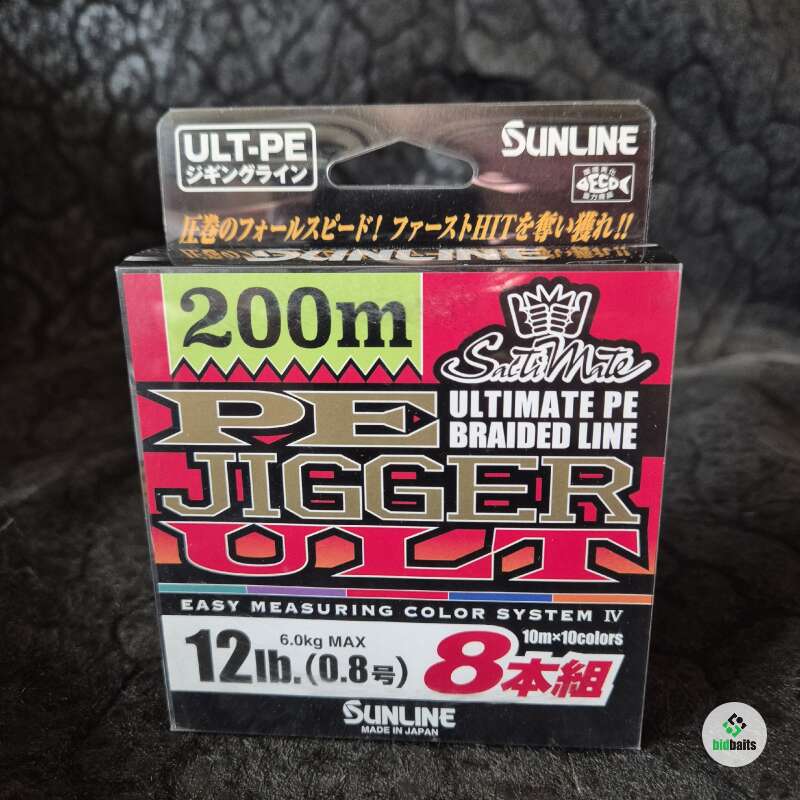 ULT-PE
ジギングライン
SUNLINE
ECO
圧巻のフォールスピード! ファーストHITを奪い獲れ!!
200m
SaltiMate
PE
ULTIMATE PE
BRAIDED LINE
JIGGER
ULT
EASY MEASURING COLOR SYSTEM IV
6.0kg MAX
12lb.(0.8号)
10m×10colors
8本組
SUNLINE
MADE IN JAPAN
bidbaits